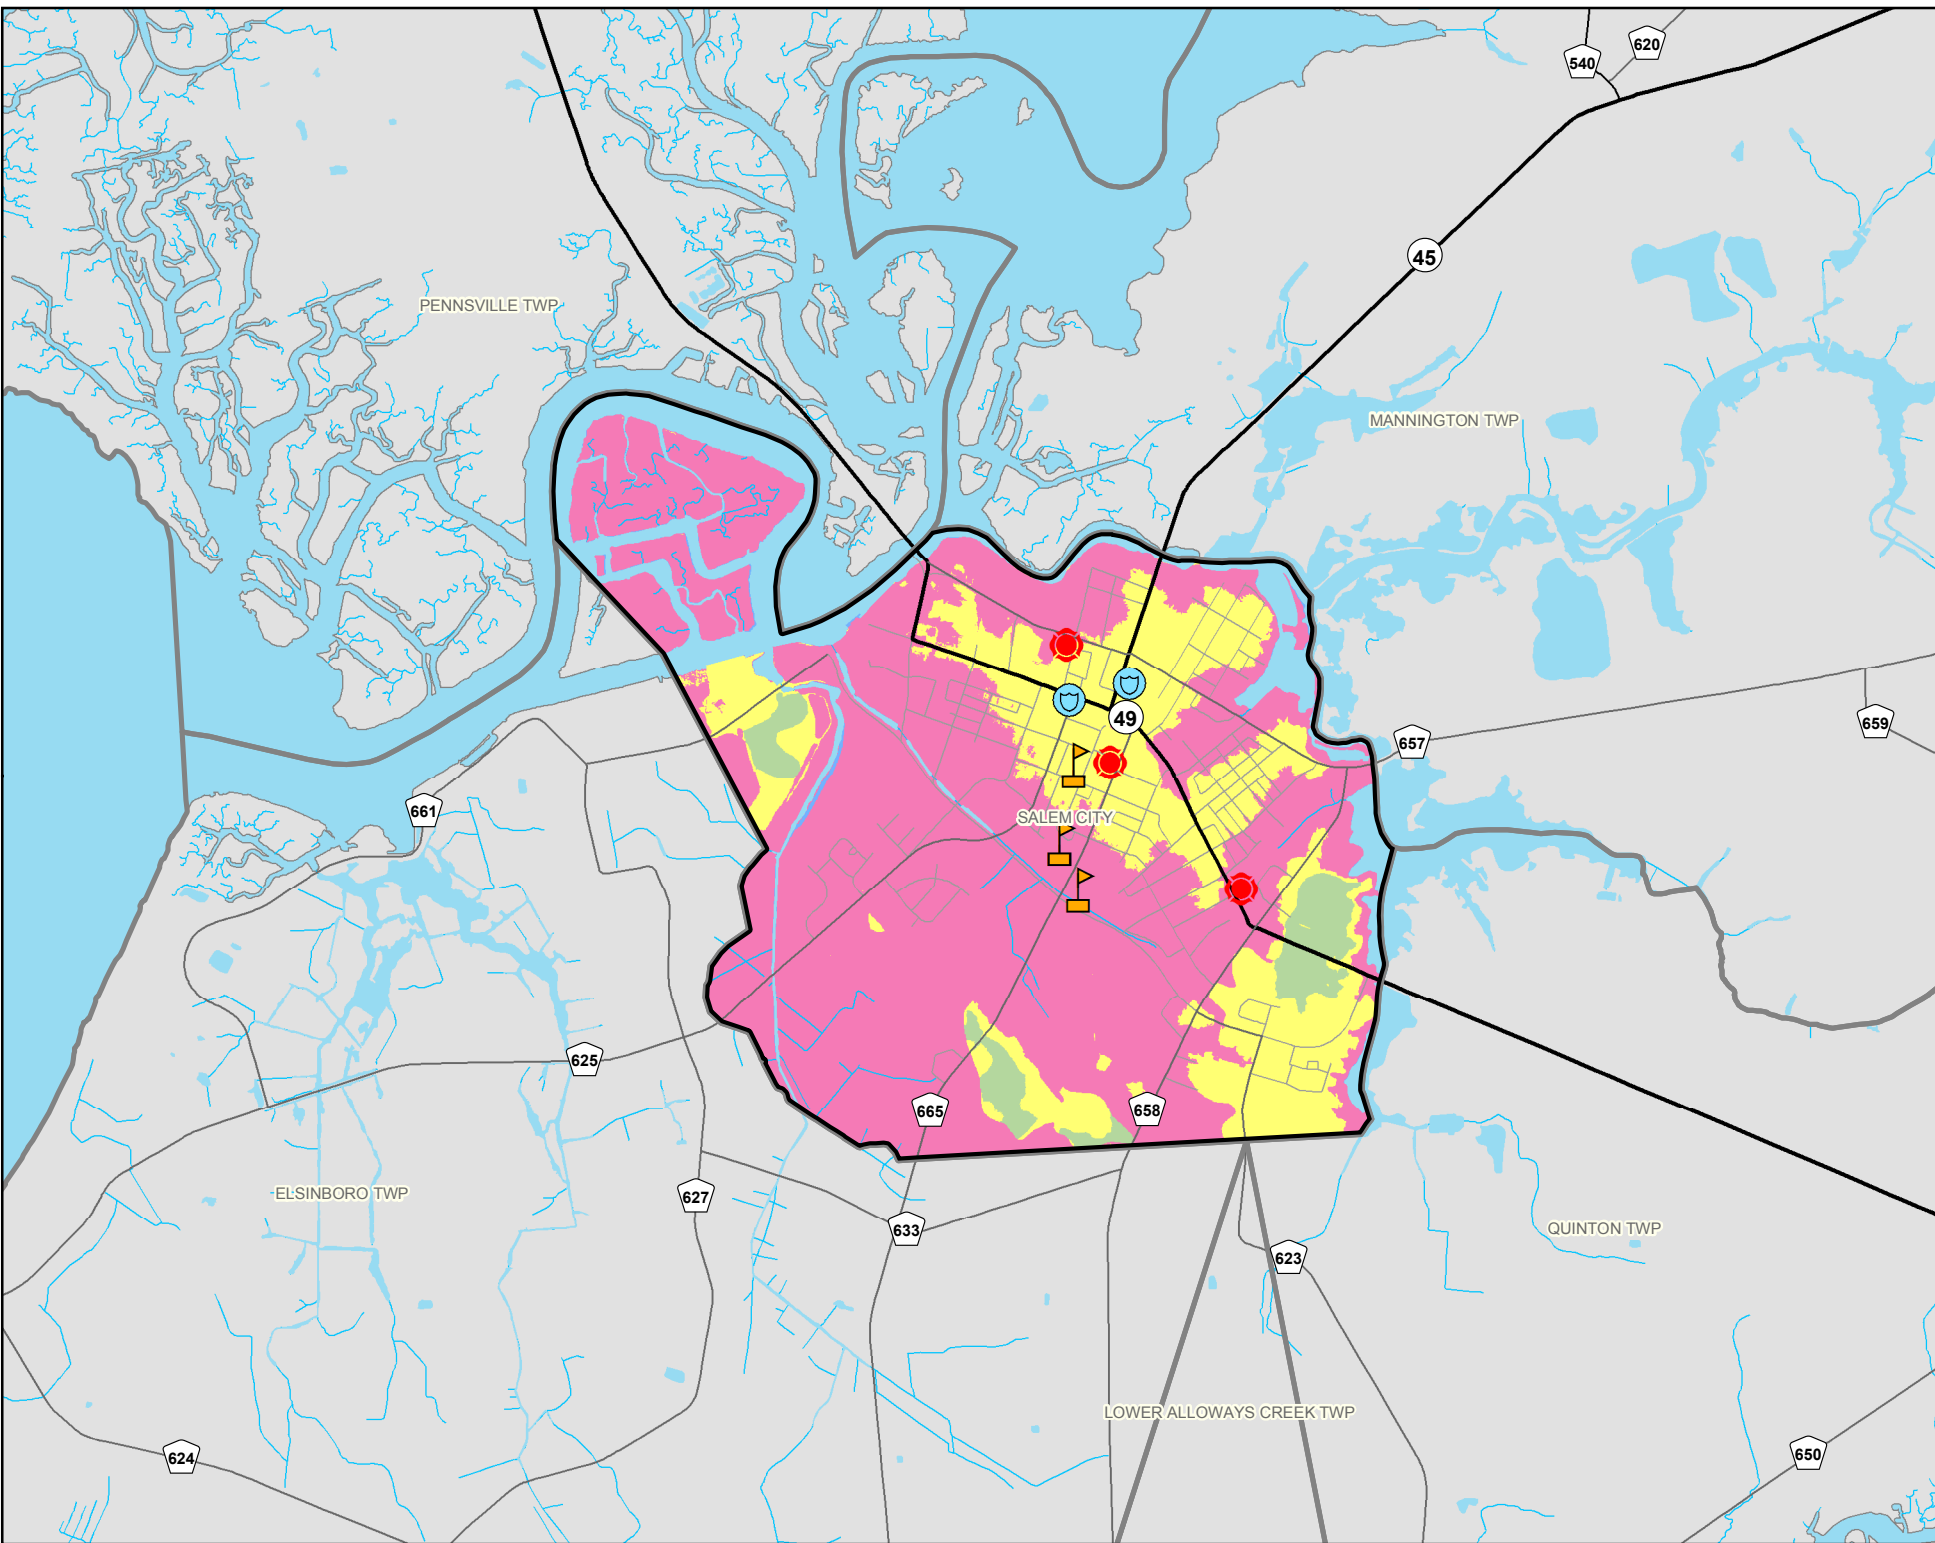 620
540
45
PENNSVILLE TWP
MANNINGTON TWP
49
659
657
661
SALEM CITY
625
665
658
ELSINBORO TWP
627
633
QUINTON TWP
623
LOWER ALLOWAYS CREEK TWP
624
650